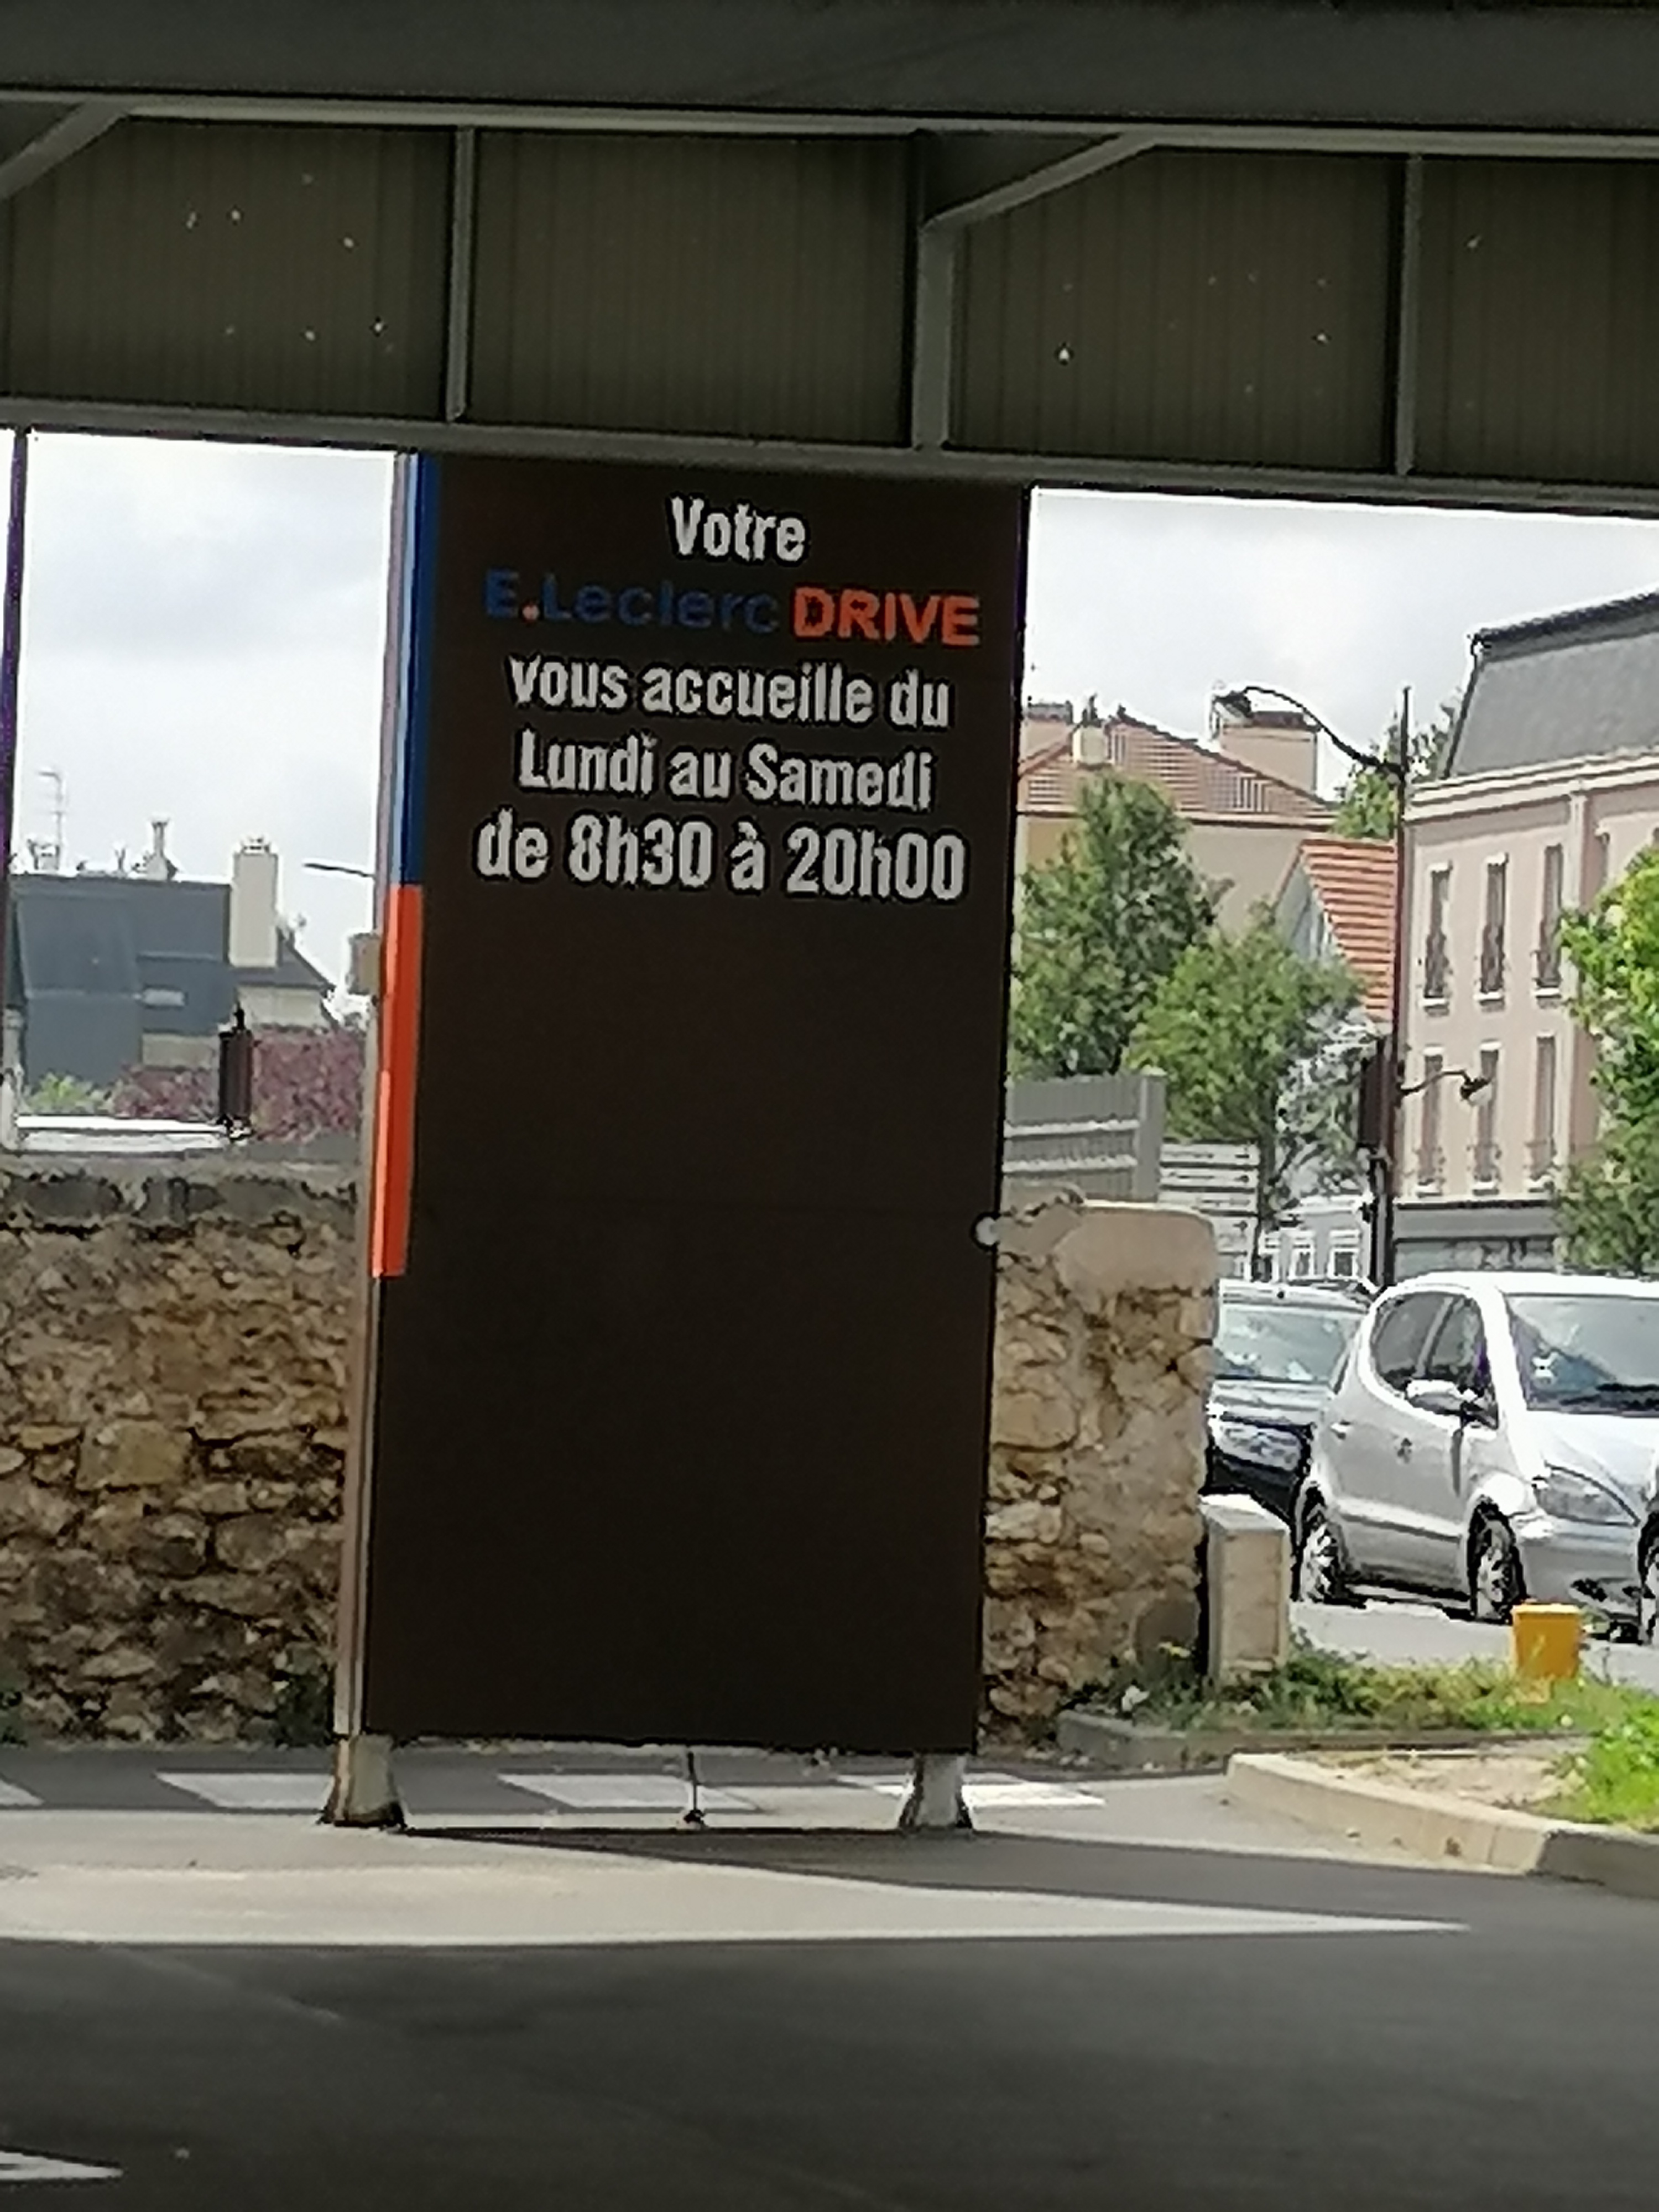 Votre
E.Leclerc DRIVE
vous accueille du
Lundi au Samedi
de 8h30 à 20h00